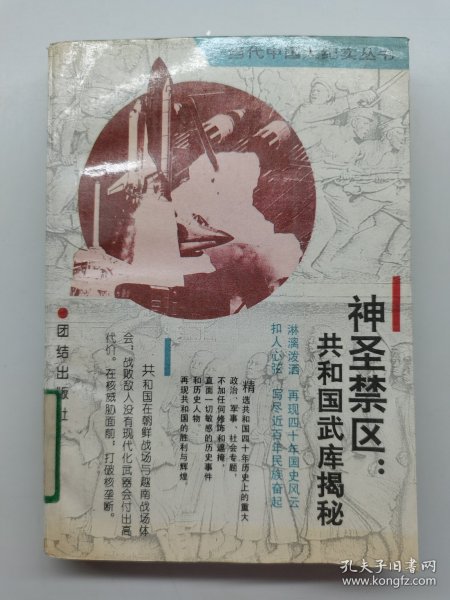 当代中国大纪实丛书
神圣禁区：
共和国武库揭秘
淋漓泼洒 再现四十年国史风云
扣人心弦 写尽近百年民族奋起
精选共和国四十年历史上的重大
政治、军事、社会专题，
不加任何修饰和遮掩，
直面一切敏感的历史事件
和历史人物，
再现共和国的胜利与辉煌
共和国在朝鲜战场与越南战场体
会：战败敌人没有现代化武器会付出高
代价。在核威胁面前，打破核垄断。
团结出版社
孔夫子旧书网
www.kongfz.com